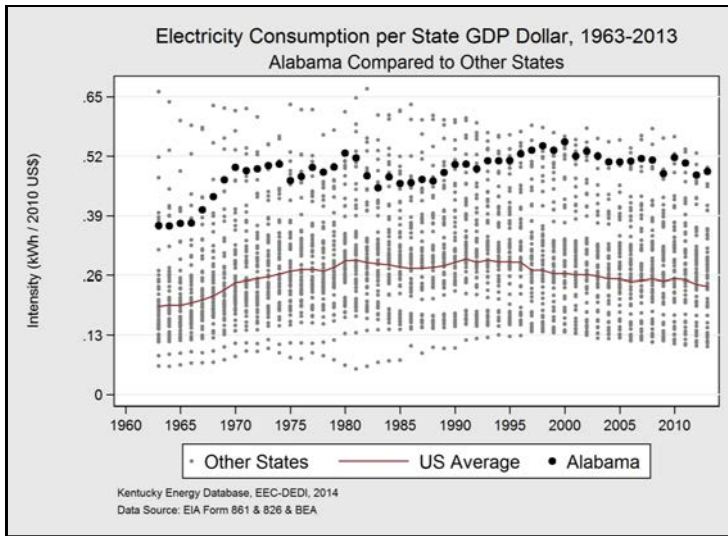 Electricity Consumption per State GDP Dollar, 1963-2013
Alabama Compared to Other States
Intensity (kWh / 2010 US$)
.65
.52
.39
.26
.13
0
1960 1965 1970 1975 1980 1985 1990 1995 2000 2005 2010
Other States US Average Alabama
Kentucky Energy Database, EEC-DEDI, 2014
Data Source: EIA Form 861 & 826 & BEA